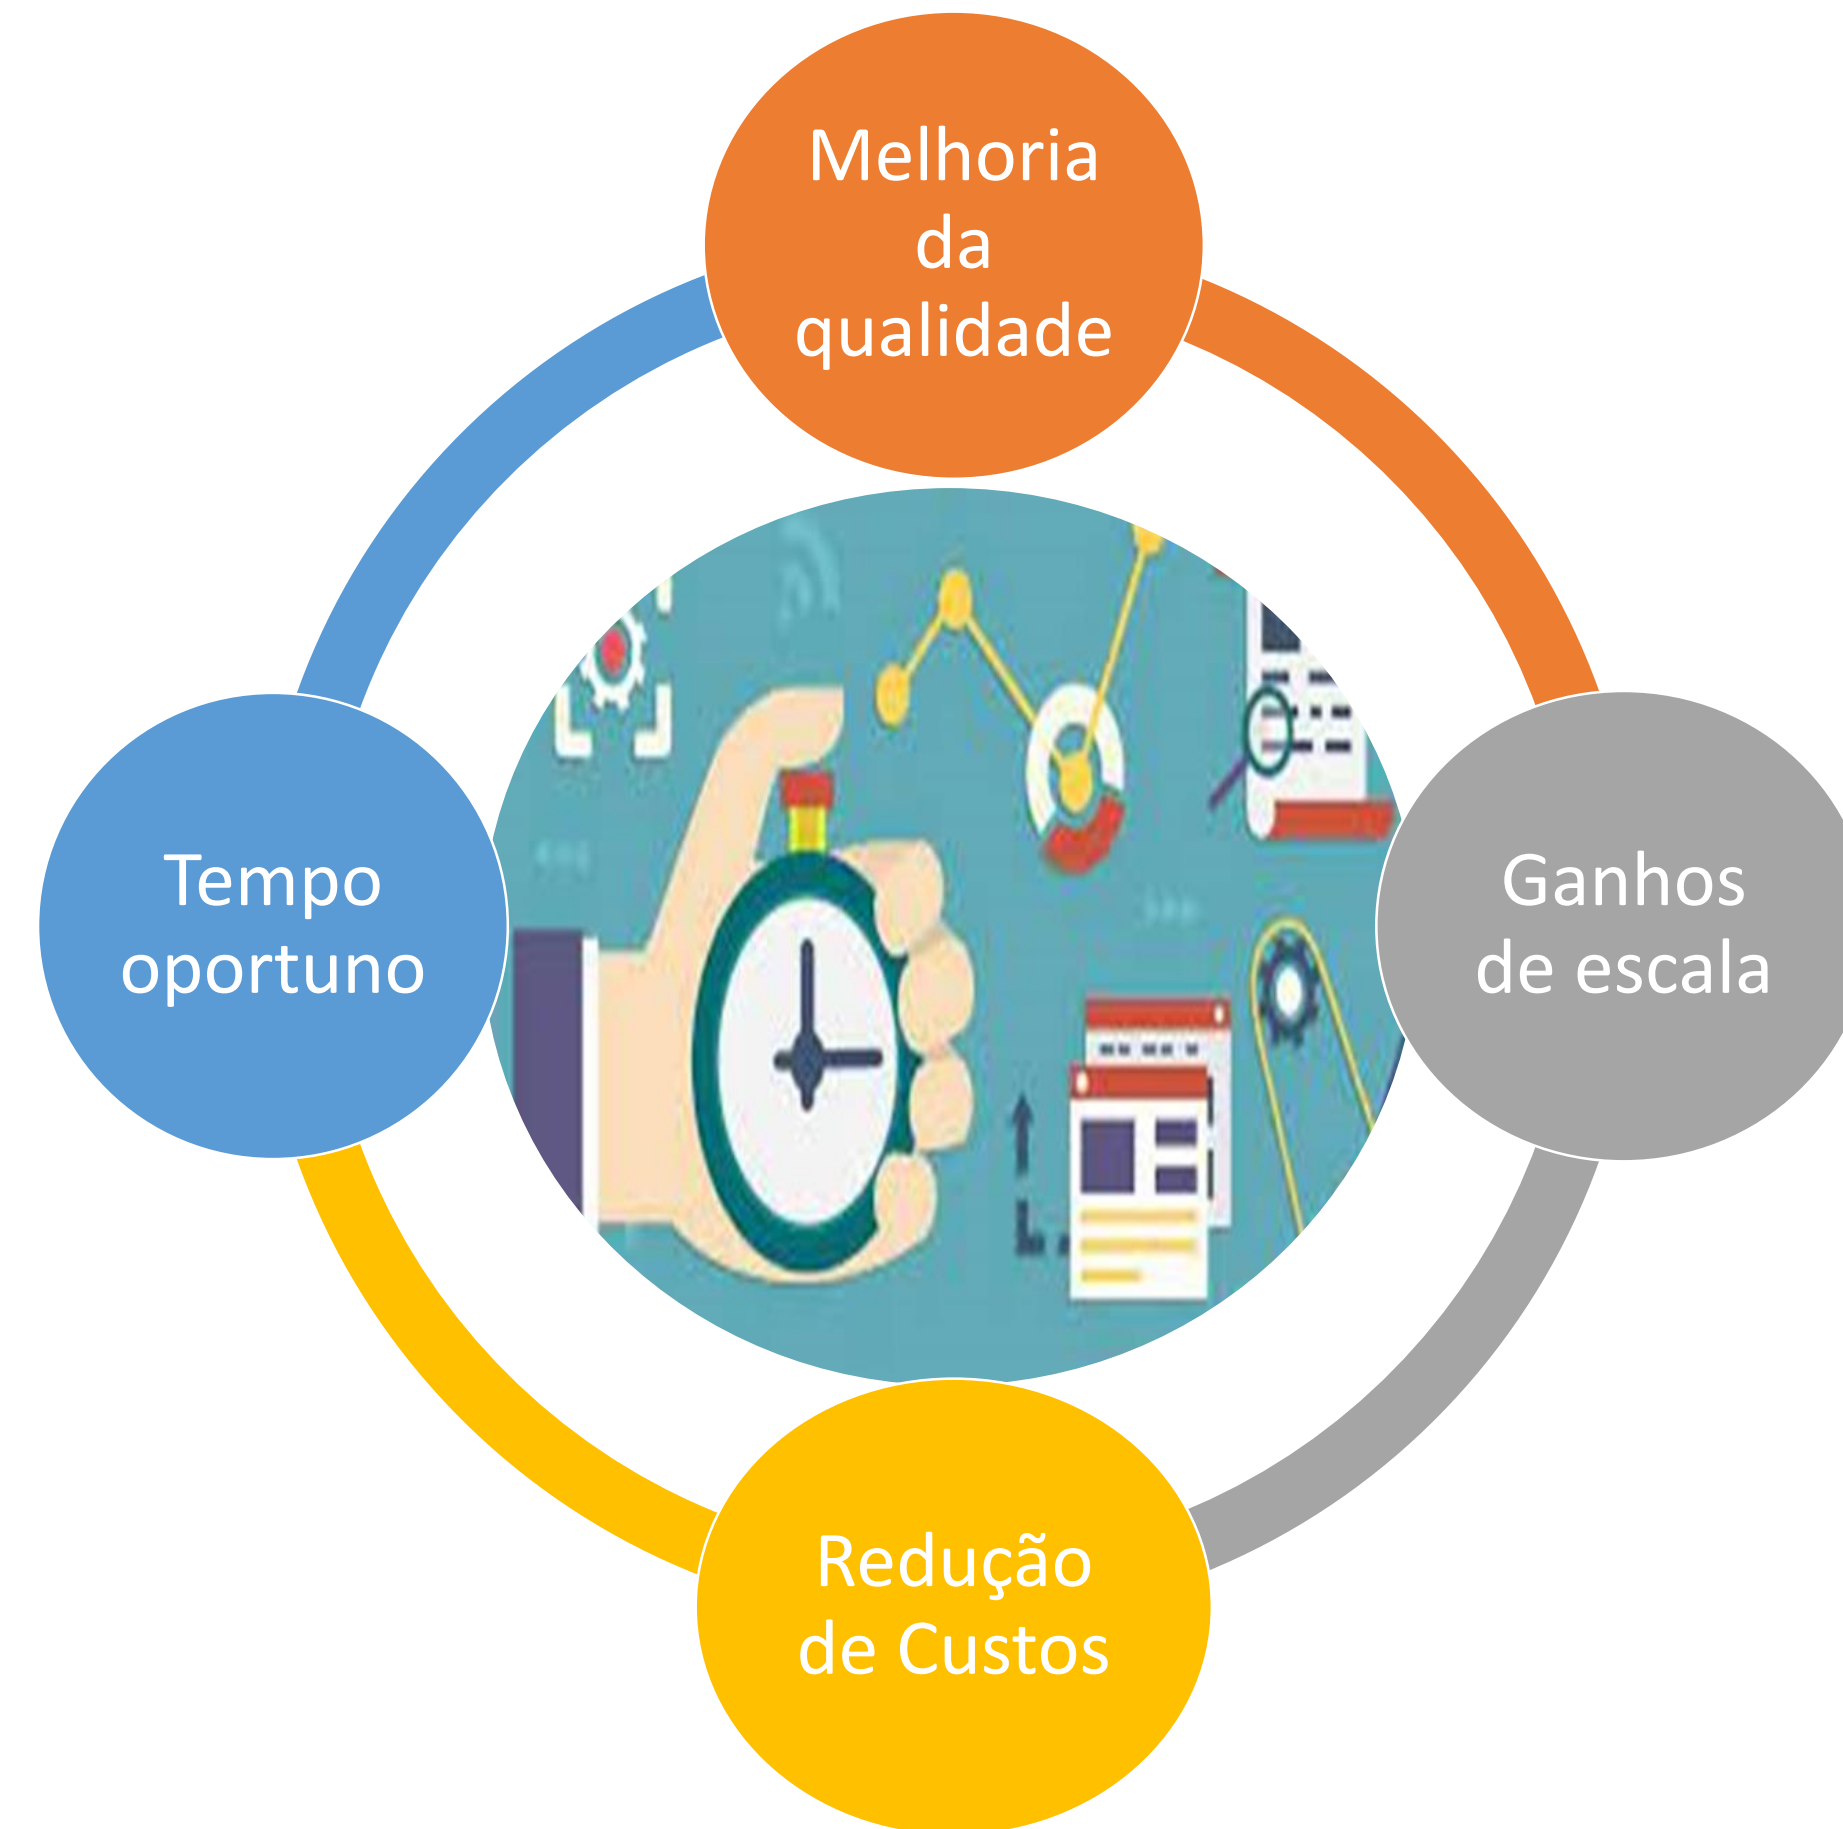 Melhoria
da
qualidade
Tempo
oportuno
Ganhos
de escala
Redução
de Custos